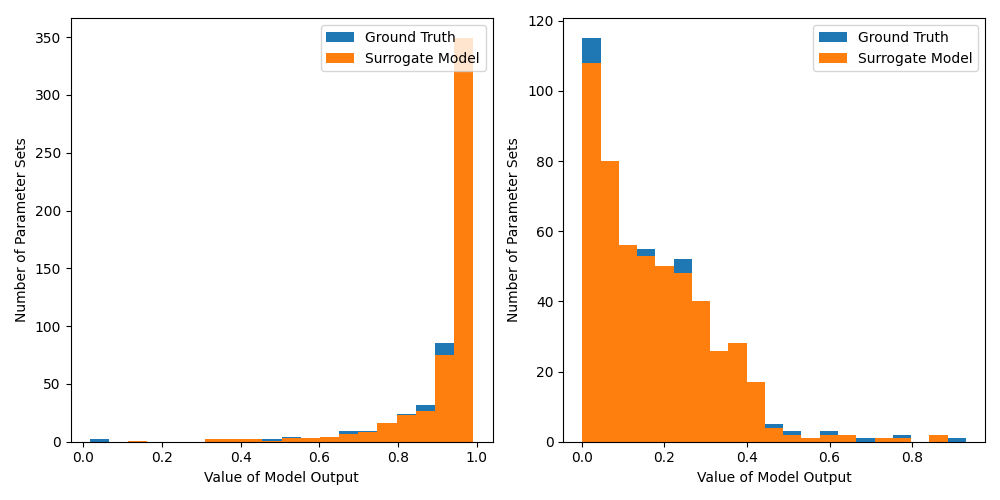 350
300
250
200
150
100
50
0
Number of Parameter Sets
0.0 0.2 0.4 0.6 0.8 1.0
Value of Model Output
Ground Truth
Surrogate Model
120
100
80
60
40
20
0
Number of Parameter Sets
0.0 0.2 0.4 0.6 0.8
Value of Model Output
Ground Truth
Surrogate Model